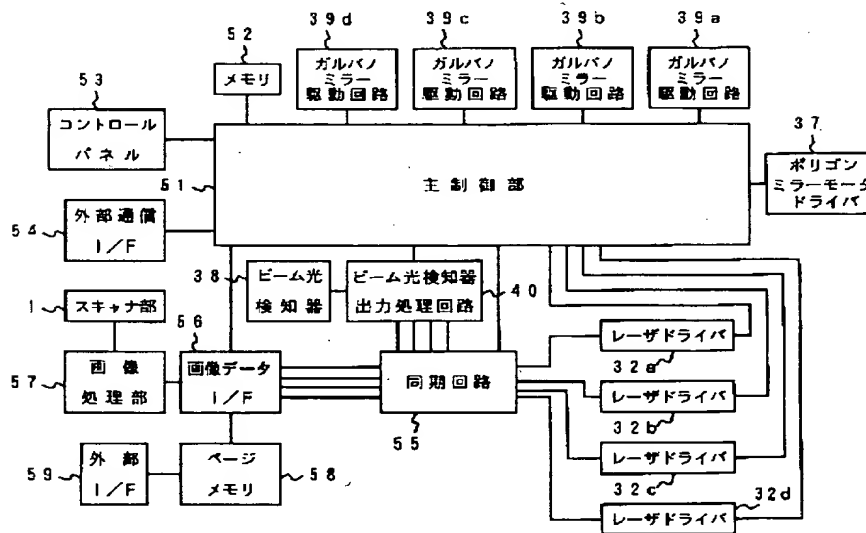 39d
39c
39b
39a
52
メモリ
ガルバノ
ミラー
駆動回路
ガルバノ
ミラー
駆動回路
ガルバノ
ミラー
駆動回路
ガルバノ
ミラー
駆動回路
53
コントロール
パネル
51
主制御部
37
ポリゴン
ミラーモータ
ドライバ
54
外部通信
I/F
38
ビーム光
検知器
ビーム光検知器
出力処理回路
40
1
スキャナ部
56
57
画像
処理部
画像データ
I/F
同期回路
55
レーザドライバ
32a
レーザドライバ
32b
レーザドライバ
32c
レーザドライバ
32d
59
外部
I/F
ページ
メモリ
58